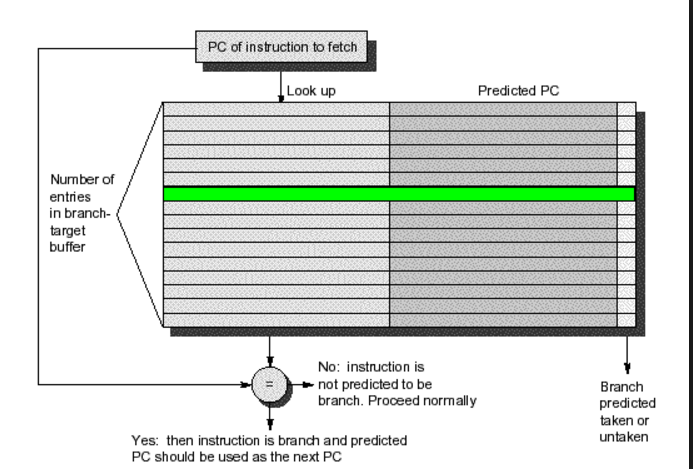 PC of instruction to fetch
Look up
Predicted PC
Number of
entries
in branch-
target
buffer
=
No: instruction is
not predicted to be
branch. Proceed normally
Branch
predicted
taken or
untaken
Yes: then instruction is branch and predicted
PC should be used as the next PC